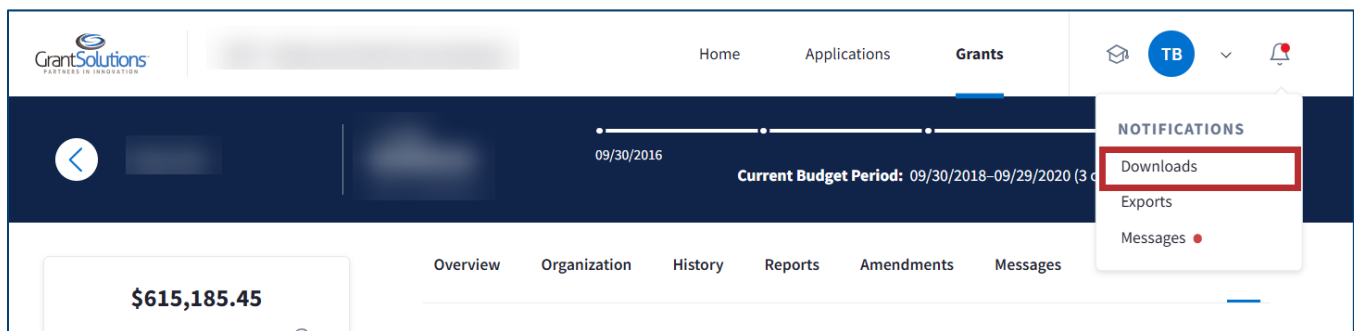 GrantSolutions
PARTNERS IN INNOVATION
Home Applications Grants
TB
NOTIFICATIONS
Downloads
Exports
Messages
09/30/2016
Current Budget Period: 09/30/2018–09/29/2020 (3
Overview Organization History Reports Amendments Messages
$615,185.45